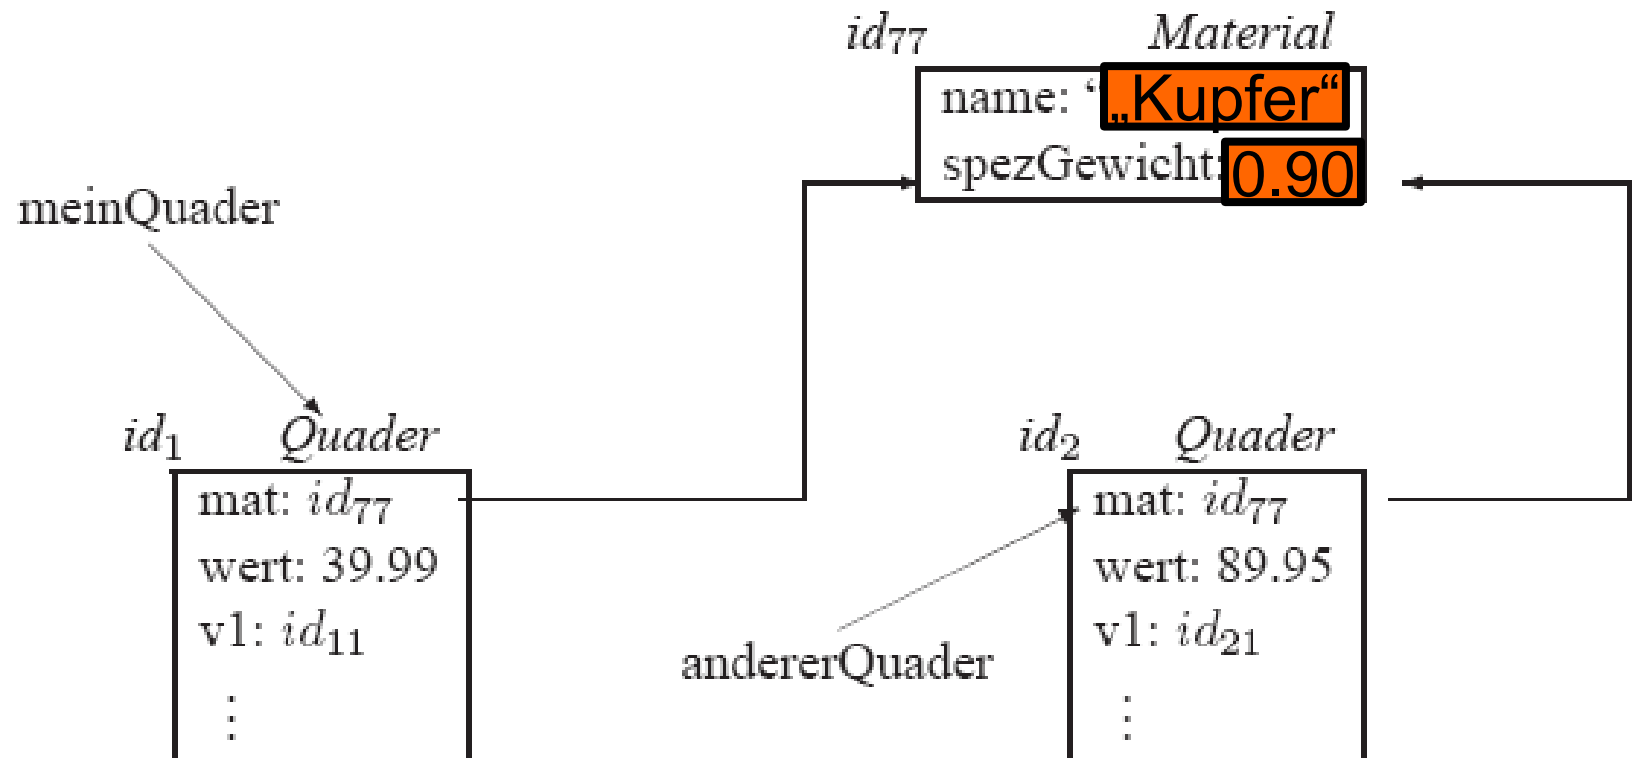 id77 Material
name: "„Kupfer“
spezGewicht: 0.90
meinQuader
id1 Quader
mat: id77
wert: 39.99
v1: id11
⋮
andererQuader
id2 Quader
mat: id77
wert: 89.95
v1: id21
⋮